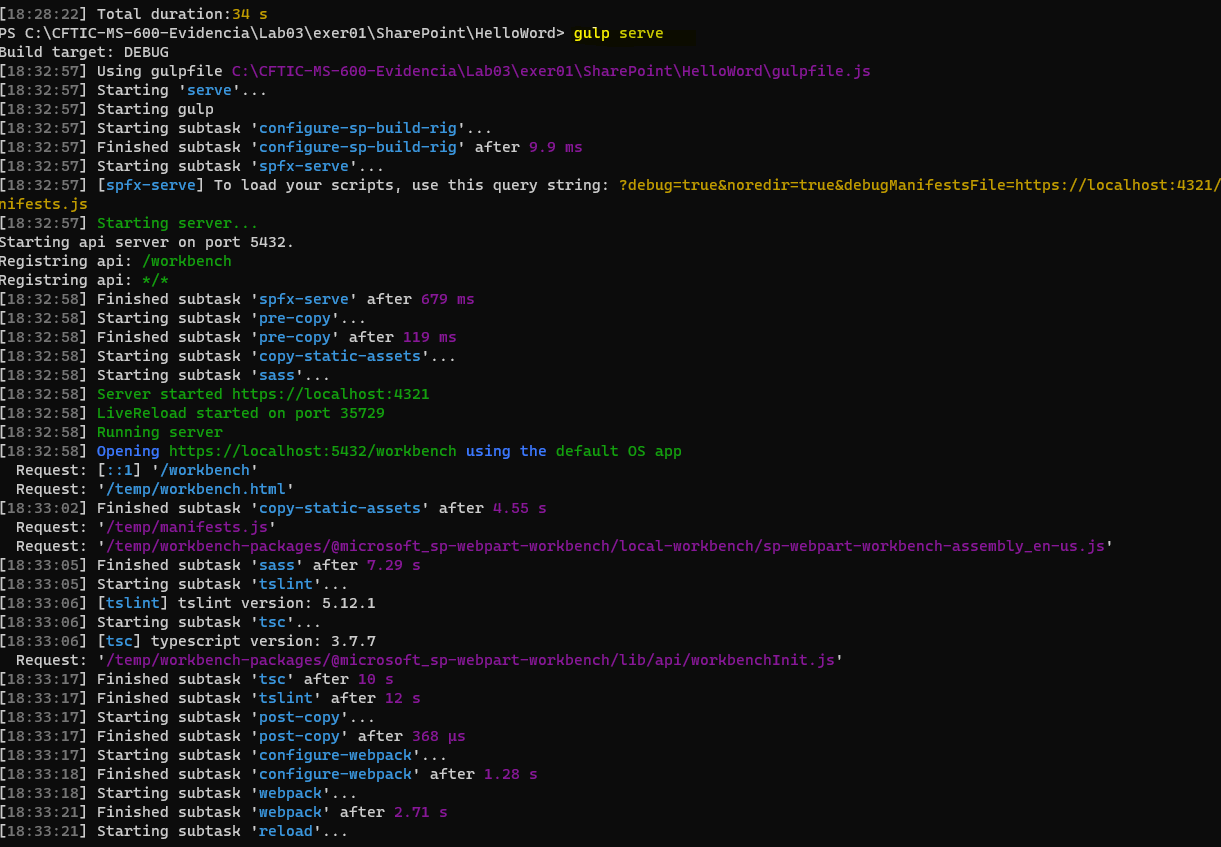 [18:28:22] Total duration:34 s
PS C:\CFTIC-MS-600-Evidencia\Lab03\exer01\SharePoint\HelloWord> gulp serve
Build target: DEBUG
[18:32:57] Using gulpfile C:\CFTIC-MS-600-Evidencia\Lab03\exer01\SharePoint\HelloWord\gulpfile.js
[18:32:57] Starting 'serve'...
[18:32:57] Starting gulp
[18:32:57] Starting subtask 'configure-sp-build-rig'...
[18:32:57] Finished subtask 'configure-sp-build-rig' after 9.9 ms
[18:32:57] Starting subtask 'spfx-serve'...
[18:32:57] [spfx-serve] To load your scripts, use this query string: ?debug=true&noredir=true&debugManifestsFile=https://localhost:4321/
nifests.js
[18:32:57] Starting server...
Starting api server on port 5432.
Registring api: /workbench
Registring api: */*
[18:32:58] Finished subtask 'spfx-serve' after 679 ms
[18:32:58] Starting subtask 'pre-copy'...
[18:32:58] Finished subtask 'pre-copy' after 119 ms
[18:32:58] Starting subtask 'copy-static-assets'...
[18:32:58] Starting subtask 'sass'...
[18:32:58] Server started https://localhost:4321
[18:32:58] LiveReload started on port 35729
[18:32:58] Running server
[18:32:58] Opening https://localhost:5432/workbench using the default OS app
  Request: [::1] '/workbench'
  Request: '/temp/workbench.html'
[18:33:02] Finished subtask 'copy-static-assets' after 4.55 s
  Request: '/temp/manifests.js'
  Request: '/temp/workbench-packages/@microsoft_sp-webpart-workbench/local-workbench/sp-webpart-workbench-assembly_en-us.js'
[18:33:05] Finished subtask 'sass' after 7.29 s
[18:33:05] Starting subtask 'tslint'...
[18:33:06] [tslint] tslint version: 5.12.1
[18:33:06] Starting subtask 'tsc'...
[18:33:06] [tsc] typescript version: 3.7.7
  Request: '/temp/workbench-packages/@microsoft_sp-webpart-workbench/lib/api/workbenchInit.js'
[18:33:17] Finished subtask 'tsc' after 10 s
[18:33:17] Finished subtask 'tslint' after 12 s
[18:33:17] Starting subtask 'post-copy'...
[18:33:17] Finished subtask 'post-copy' after 368 μs
[18:33:17] Starting subtask 'configure-webpack'...
[18:33:18] Finished subtask 'configure-webpack' after 1.28 s
[18:33:18] Starting subtask 'webpack'...
[18:33:21] Finished subtask 'webpack' after 2.71 s
[18:33:21] Starting subtask 'reload'...